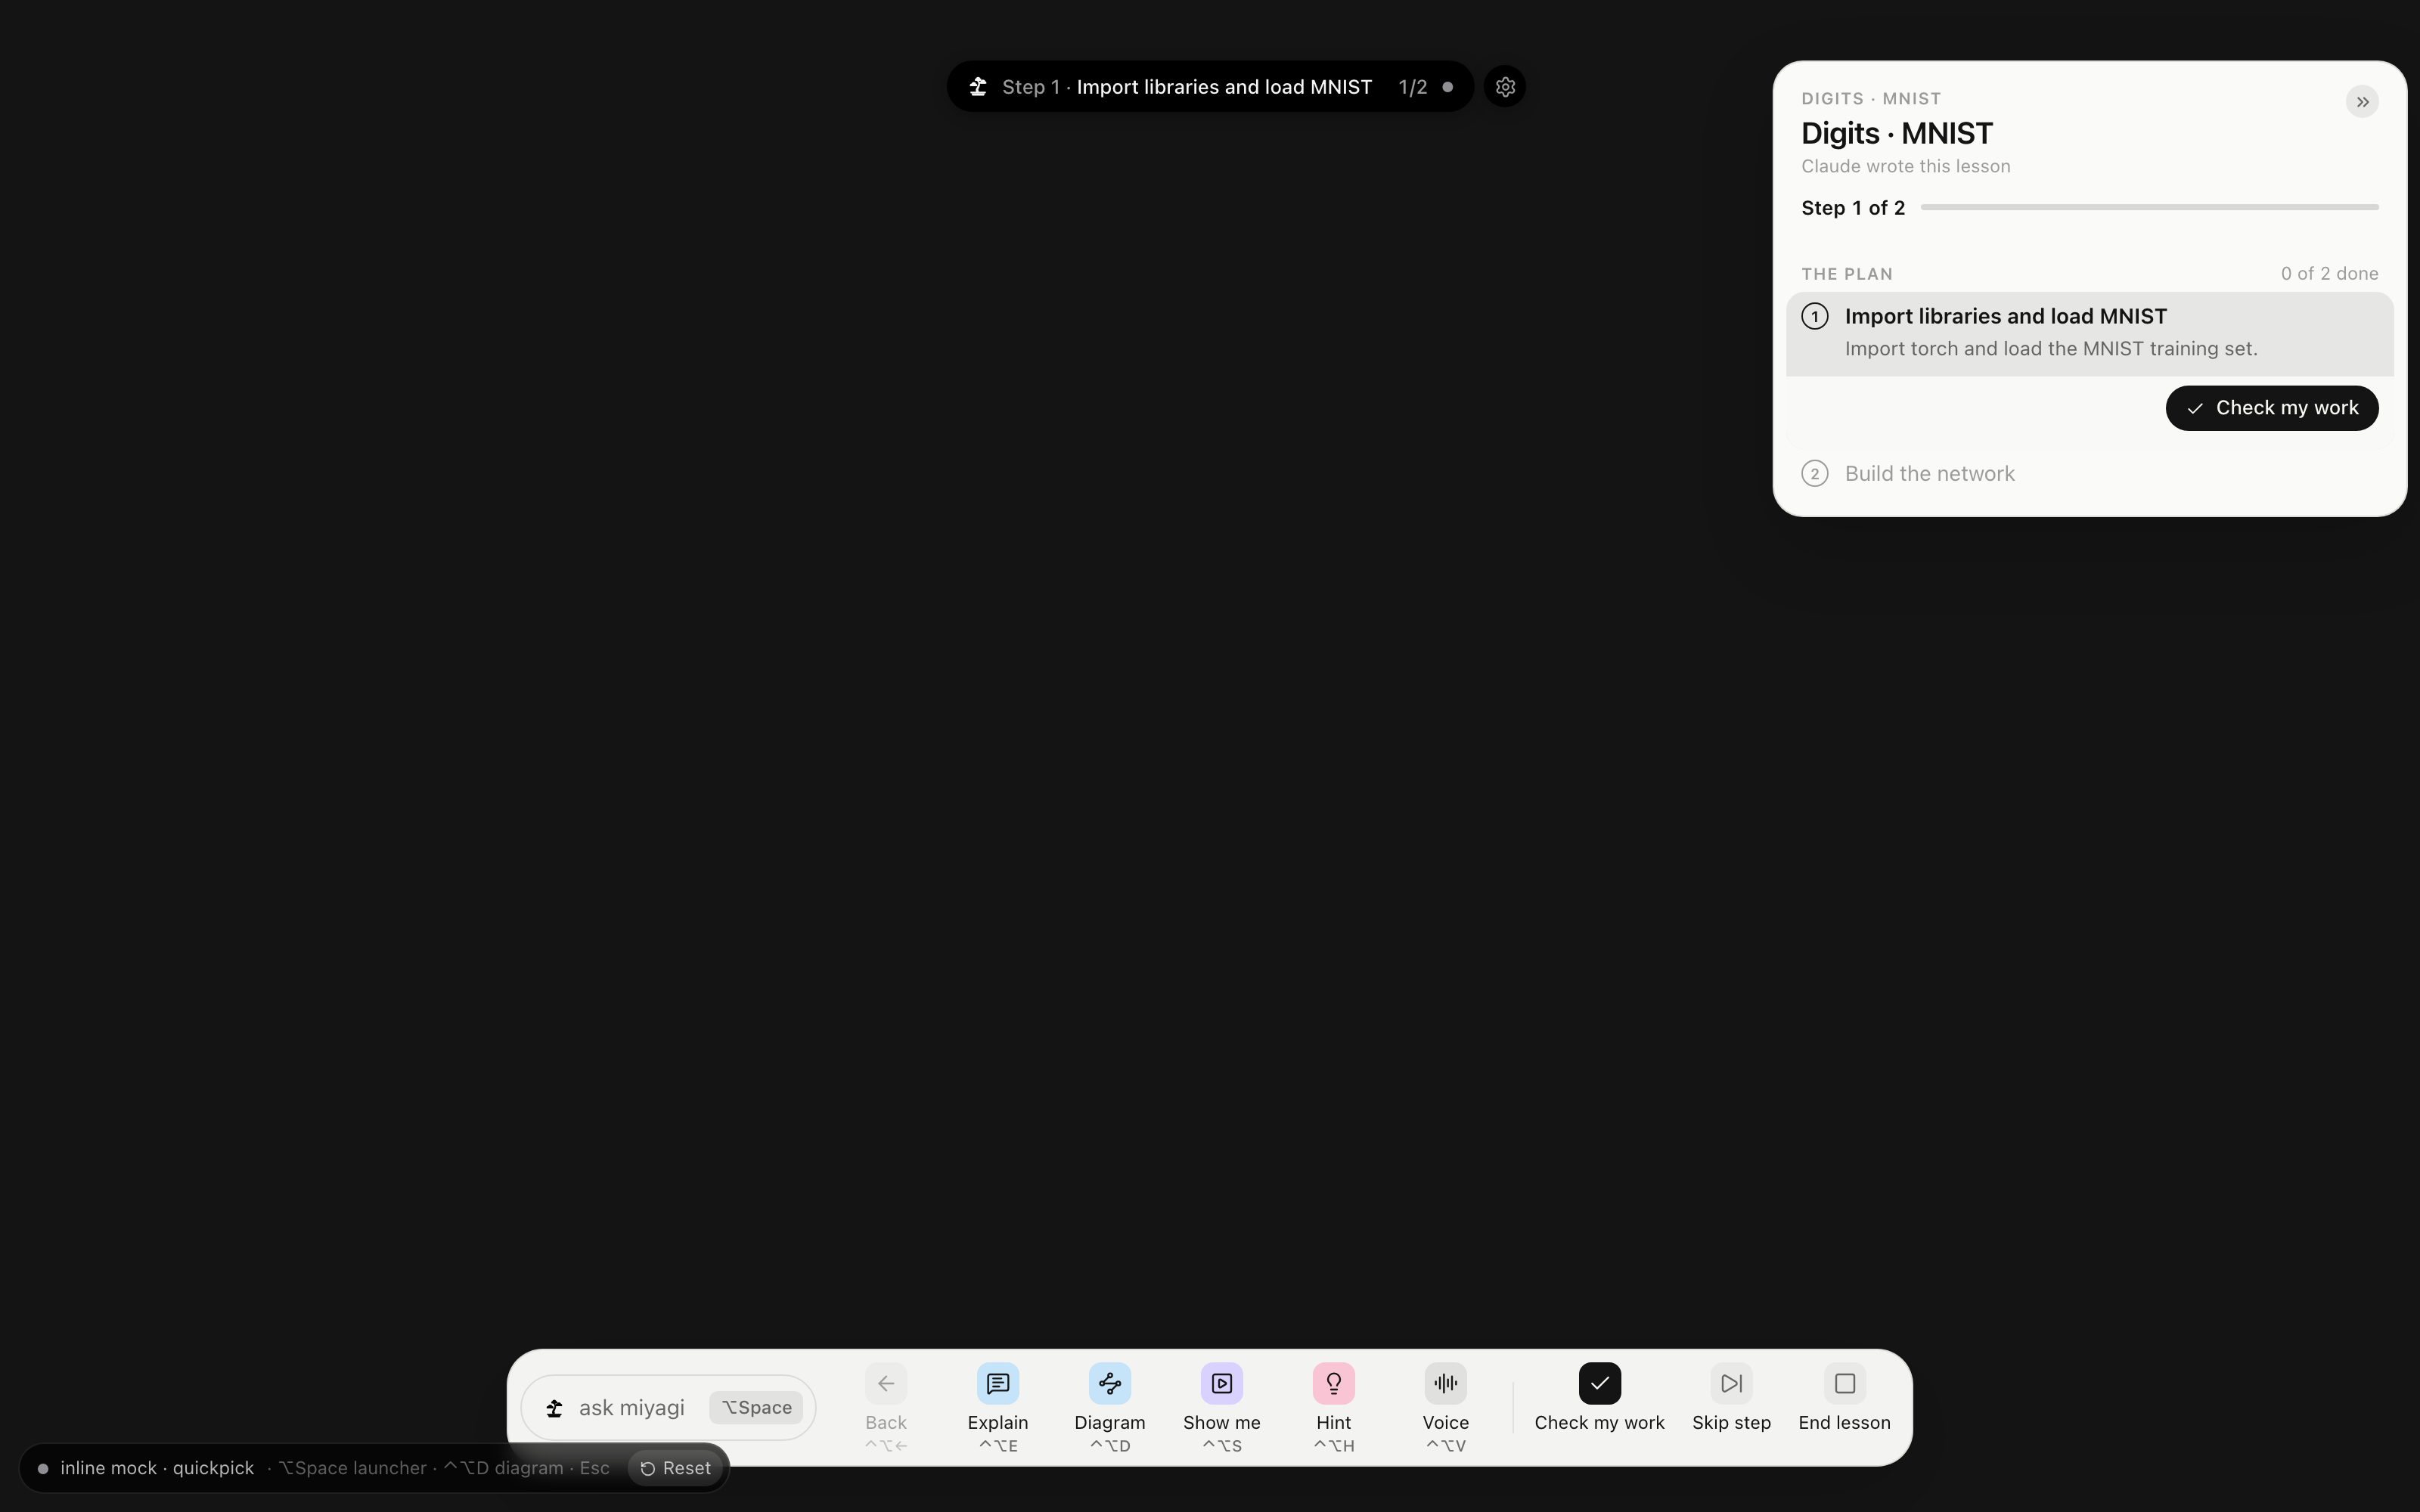 Step 1 · Import libraries and load MNIST 1/2
DIGITS · MNIST
Digits · MNIST
Claude wrote this lesson
Step 1 of 2
THE PLAN 0 of 2 done
1 Import libraries and load MNIST
Import torch and load the MNIST training set.
Check my work
2 Build the network
ask miyagi ⌥Space
Back ^⌥←
Explain ^⌥E
Diagram ^⌥D
Show me ^⌥S
Hint ^⌥H
Voice ^⌥V
Check my work
Skip step
End lesson
inline mock · quickpick · ⌥Space launcher · ^⌥D diagram · Esc Reset